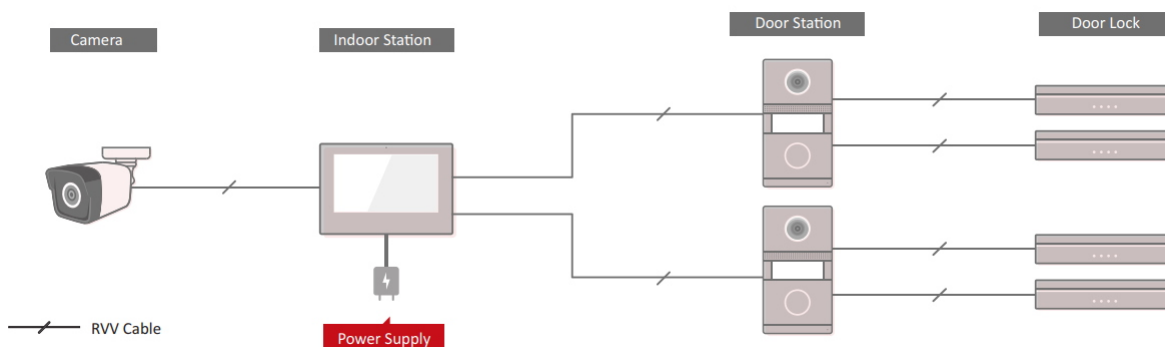 Camera
Indoor Station
Door Station
Door Lock
RVV Cable
Power Supply